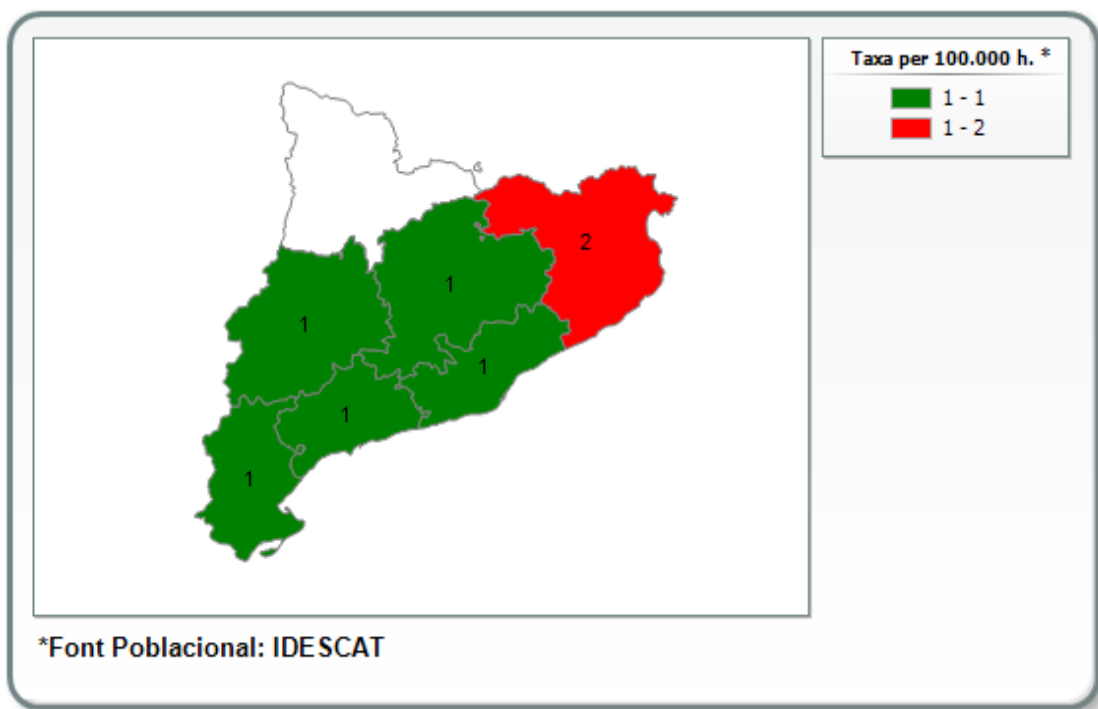 Taxa per 100.000 h. *
1 - 1
1 - 2
2
1
1
1
1
1
*Font Poblacional: IDESCAT